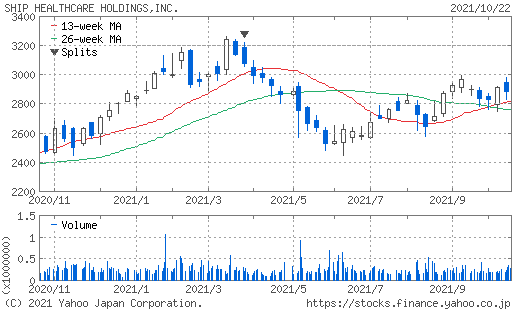 SHIP HEALTHCARE HOLDINGS,INC. 2021/10/22
3400
13-week MA
26-week MA
Splits
3200
3000
2800
2600
2400
2200
2020/11 2021/1 2021/3 2021/5 2021/7 2021/9
1.5
Volume
1
0.5
0
(x1000000)
2020/11 2021/1 2021/3 2021/5 2021/7 2021/9
(C) 2021 Yahoo Japan Corporation. https://stocks.finance.yahoo.co.jp/